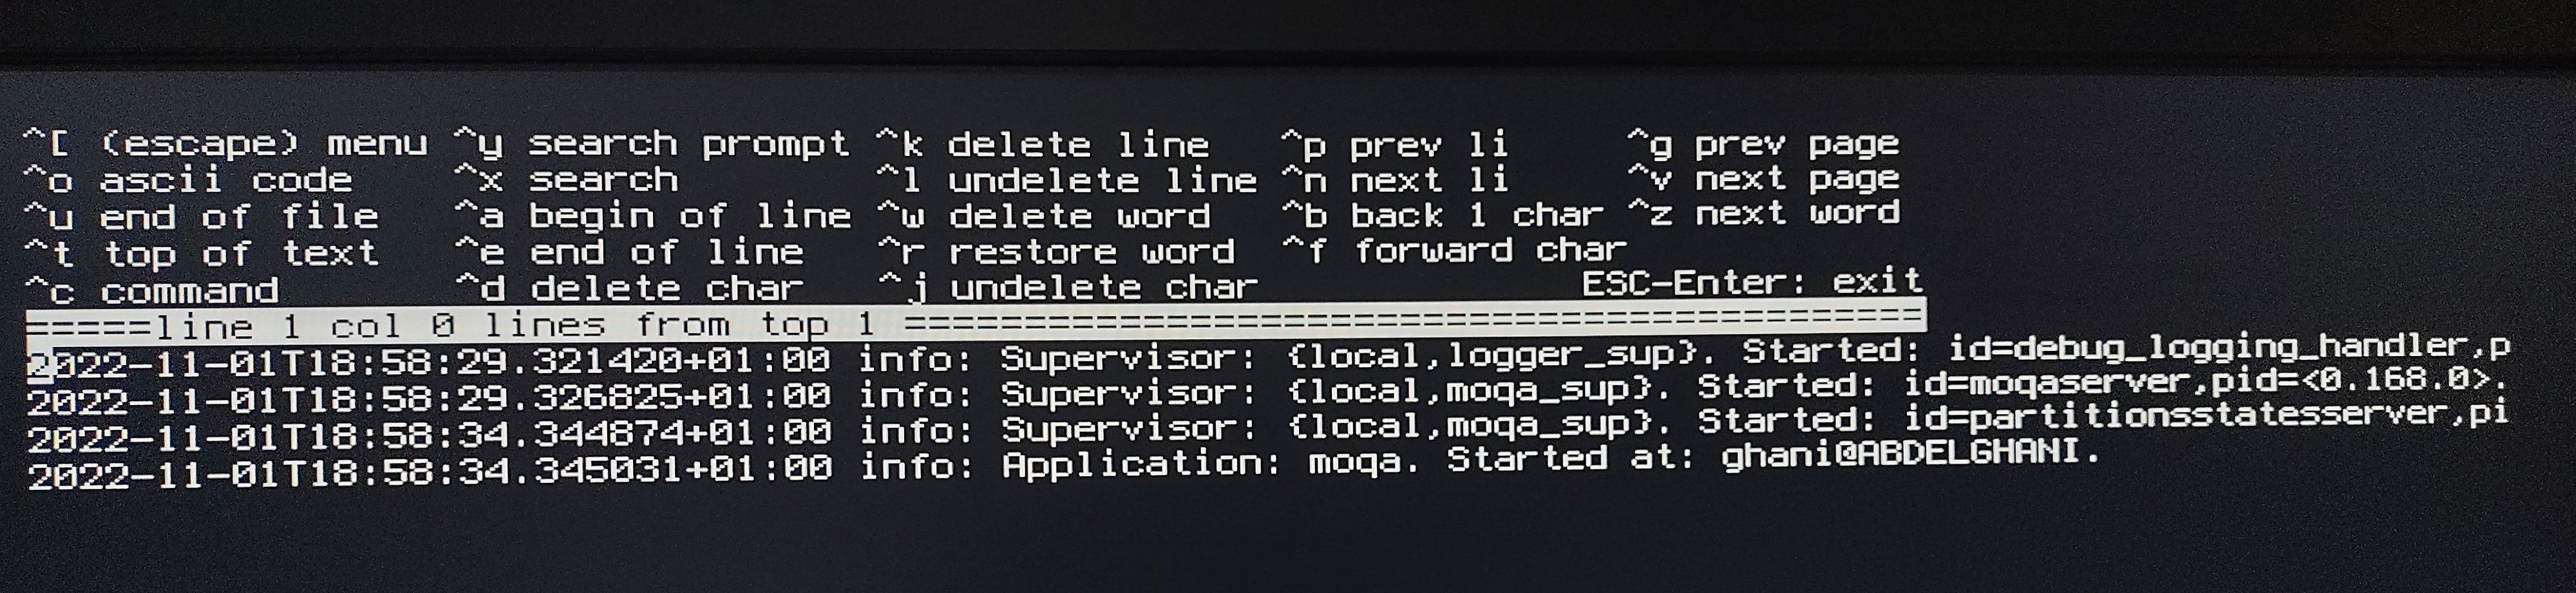 ^[ (escape) menu ^y search prompt ^k delete line ^p prev li ^g prev page
^o ascii code ^x search ^l undelete line ^n next li ^v next page
^u end of file ^a begin of line ^w delete word ^b back 1 char ^z next word
^t top of text ^e end of line ^r restore word ^f forward char
^c command ^d delete char ^j undelete char ESC-Enter: exit
=====line 1 col 0 lines from top 1 ========================================
2022-11-01T18:58:29.321420+01:00 info: Supervisor: {local,logger_sup}. Started: id=debug_logging_handler,p
2022-11-01T18:58:29.326825+01:00 info: Supervisor: {local,moqa_sup}. Started: id=moqaserver,pid=<0.168.0>.
2022-11-01T18:58:34.344874+01:00 info: Supervisor: {local,moqa_sup}. Started: id=partitionsstatesserver,pi
2022-11-01T18:58:34.345031+01:00 info: Application: moqa. Started at: ghani@ABDELGHANI.